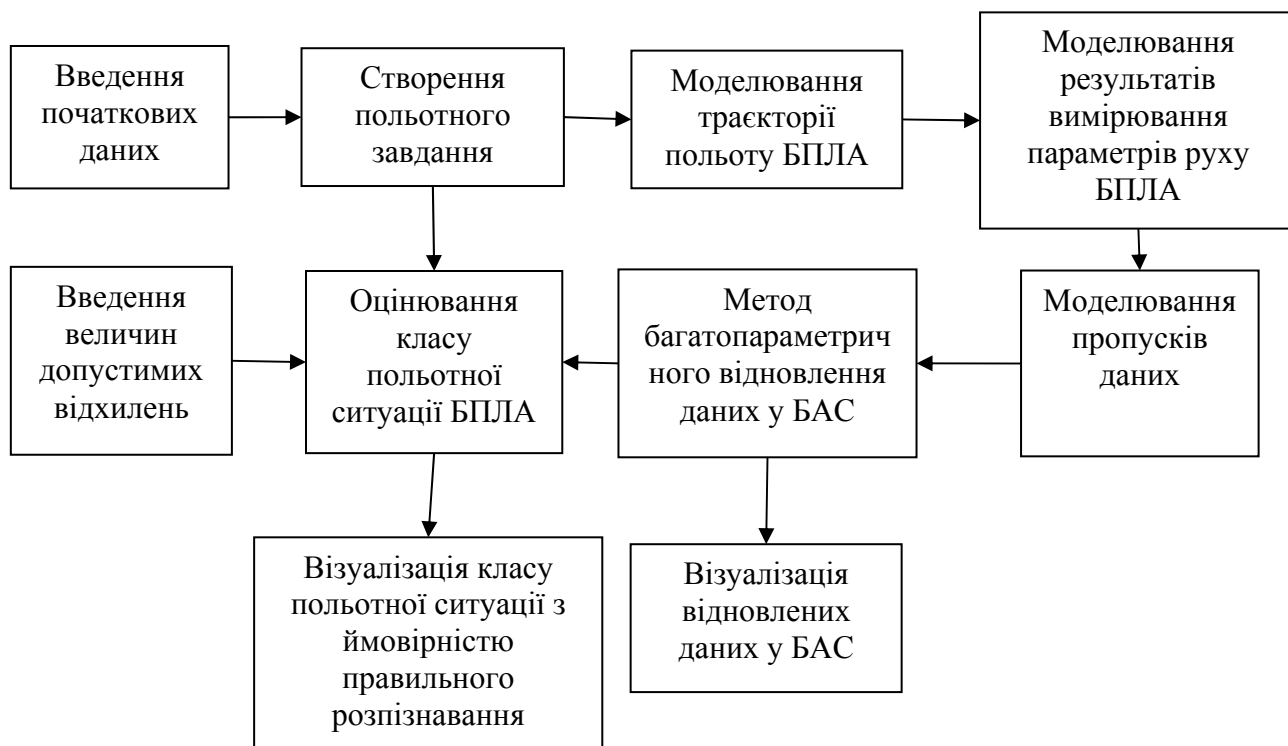 Введення
початкових
даних
Створення
польотного
завдання
Моделювання
траєкторії
польоту БПЛА
Моделювання
результатів
вимірювання
параметрів руху
БПЛА
Введення
величин
допустимих
відхилень
Оцінювання
класу
польотної
ситуації БПЛА
Метод
багатопараметрич
ного відновлення
даних у БАС
Моделювання
пропусків
даних
Візуалізація класу
польотної ситуації з
ймовірністю
правильного
розпізнавання
Візуалізація
відновлених
даних у БАС